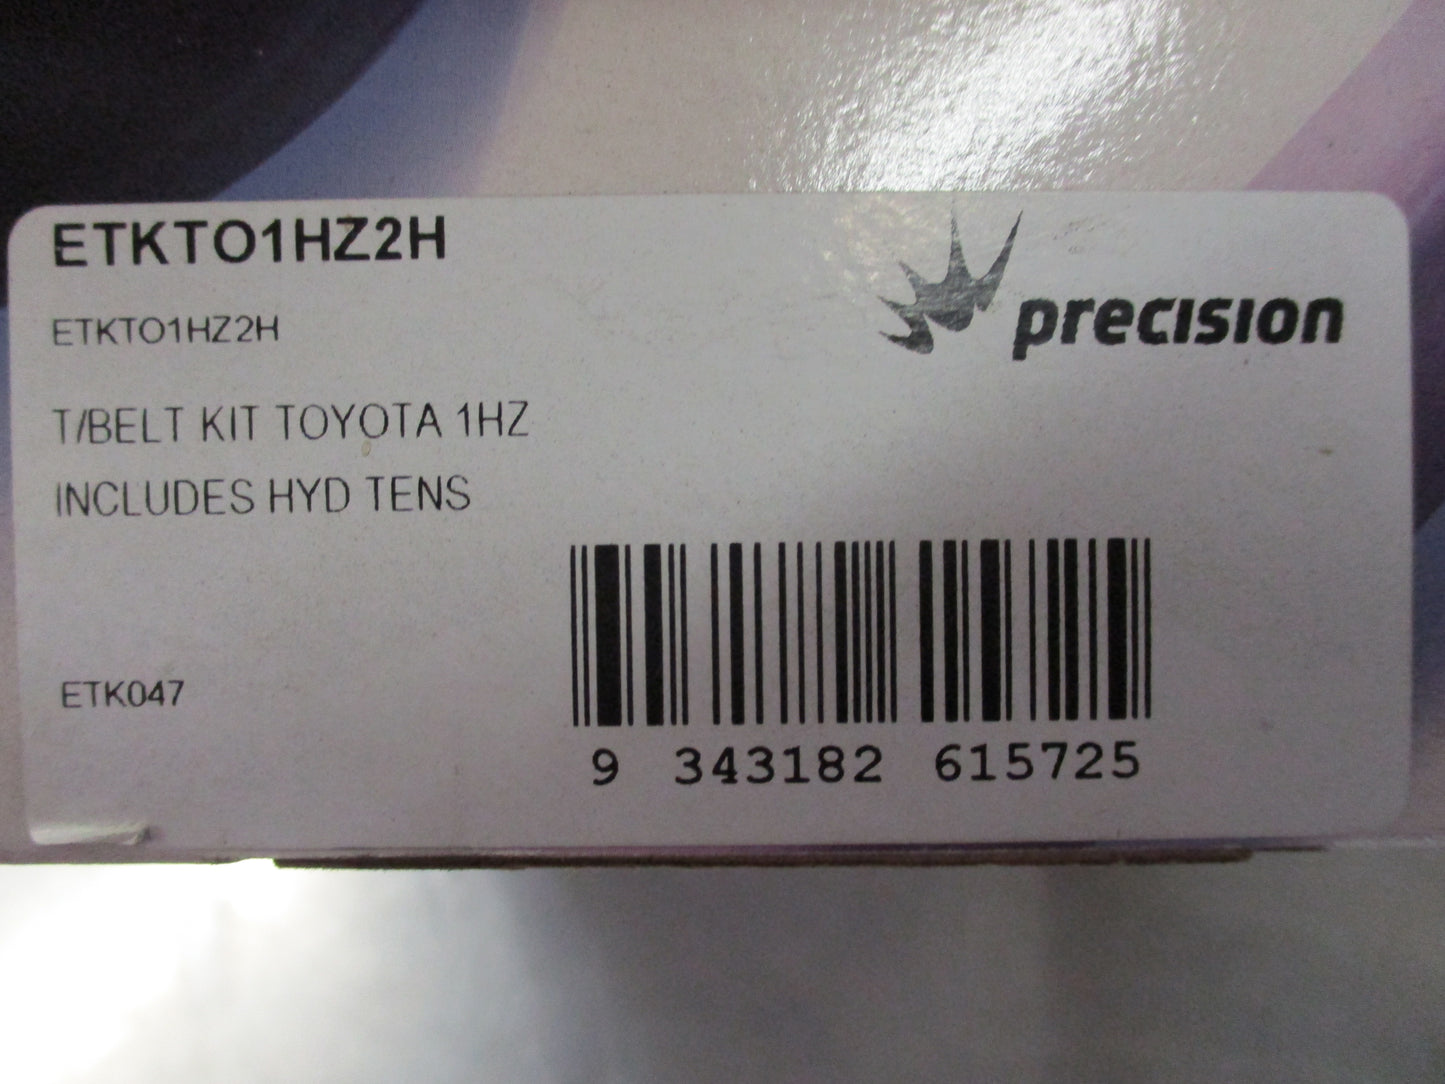 ETKTO1HZ2H
precision
ETKTO1HZ2H
T/BELT KIT TOYOTA 1HZ
INCLUDES HYD TENS
ETK047
9 343182 615725